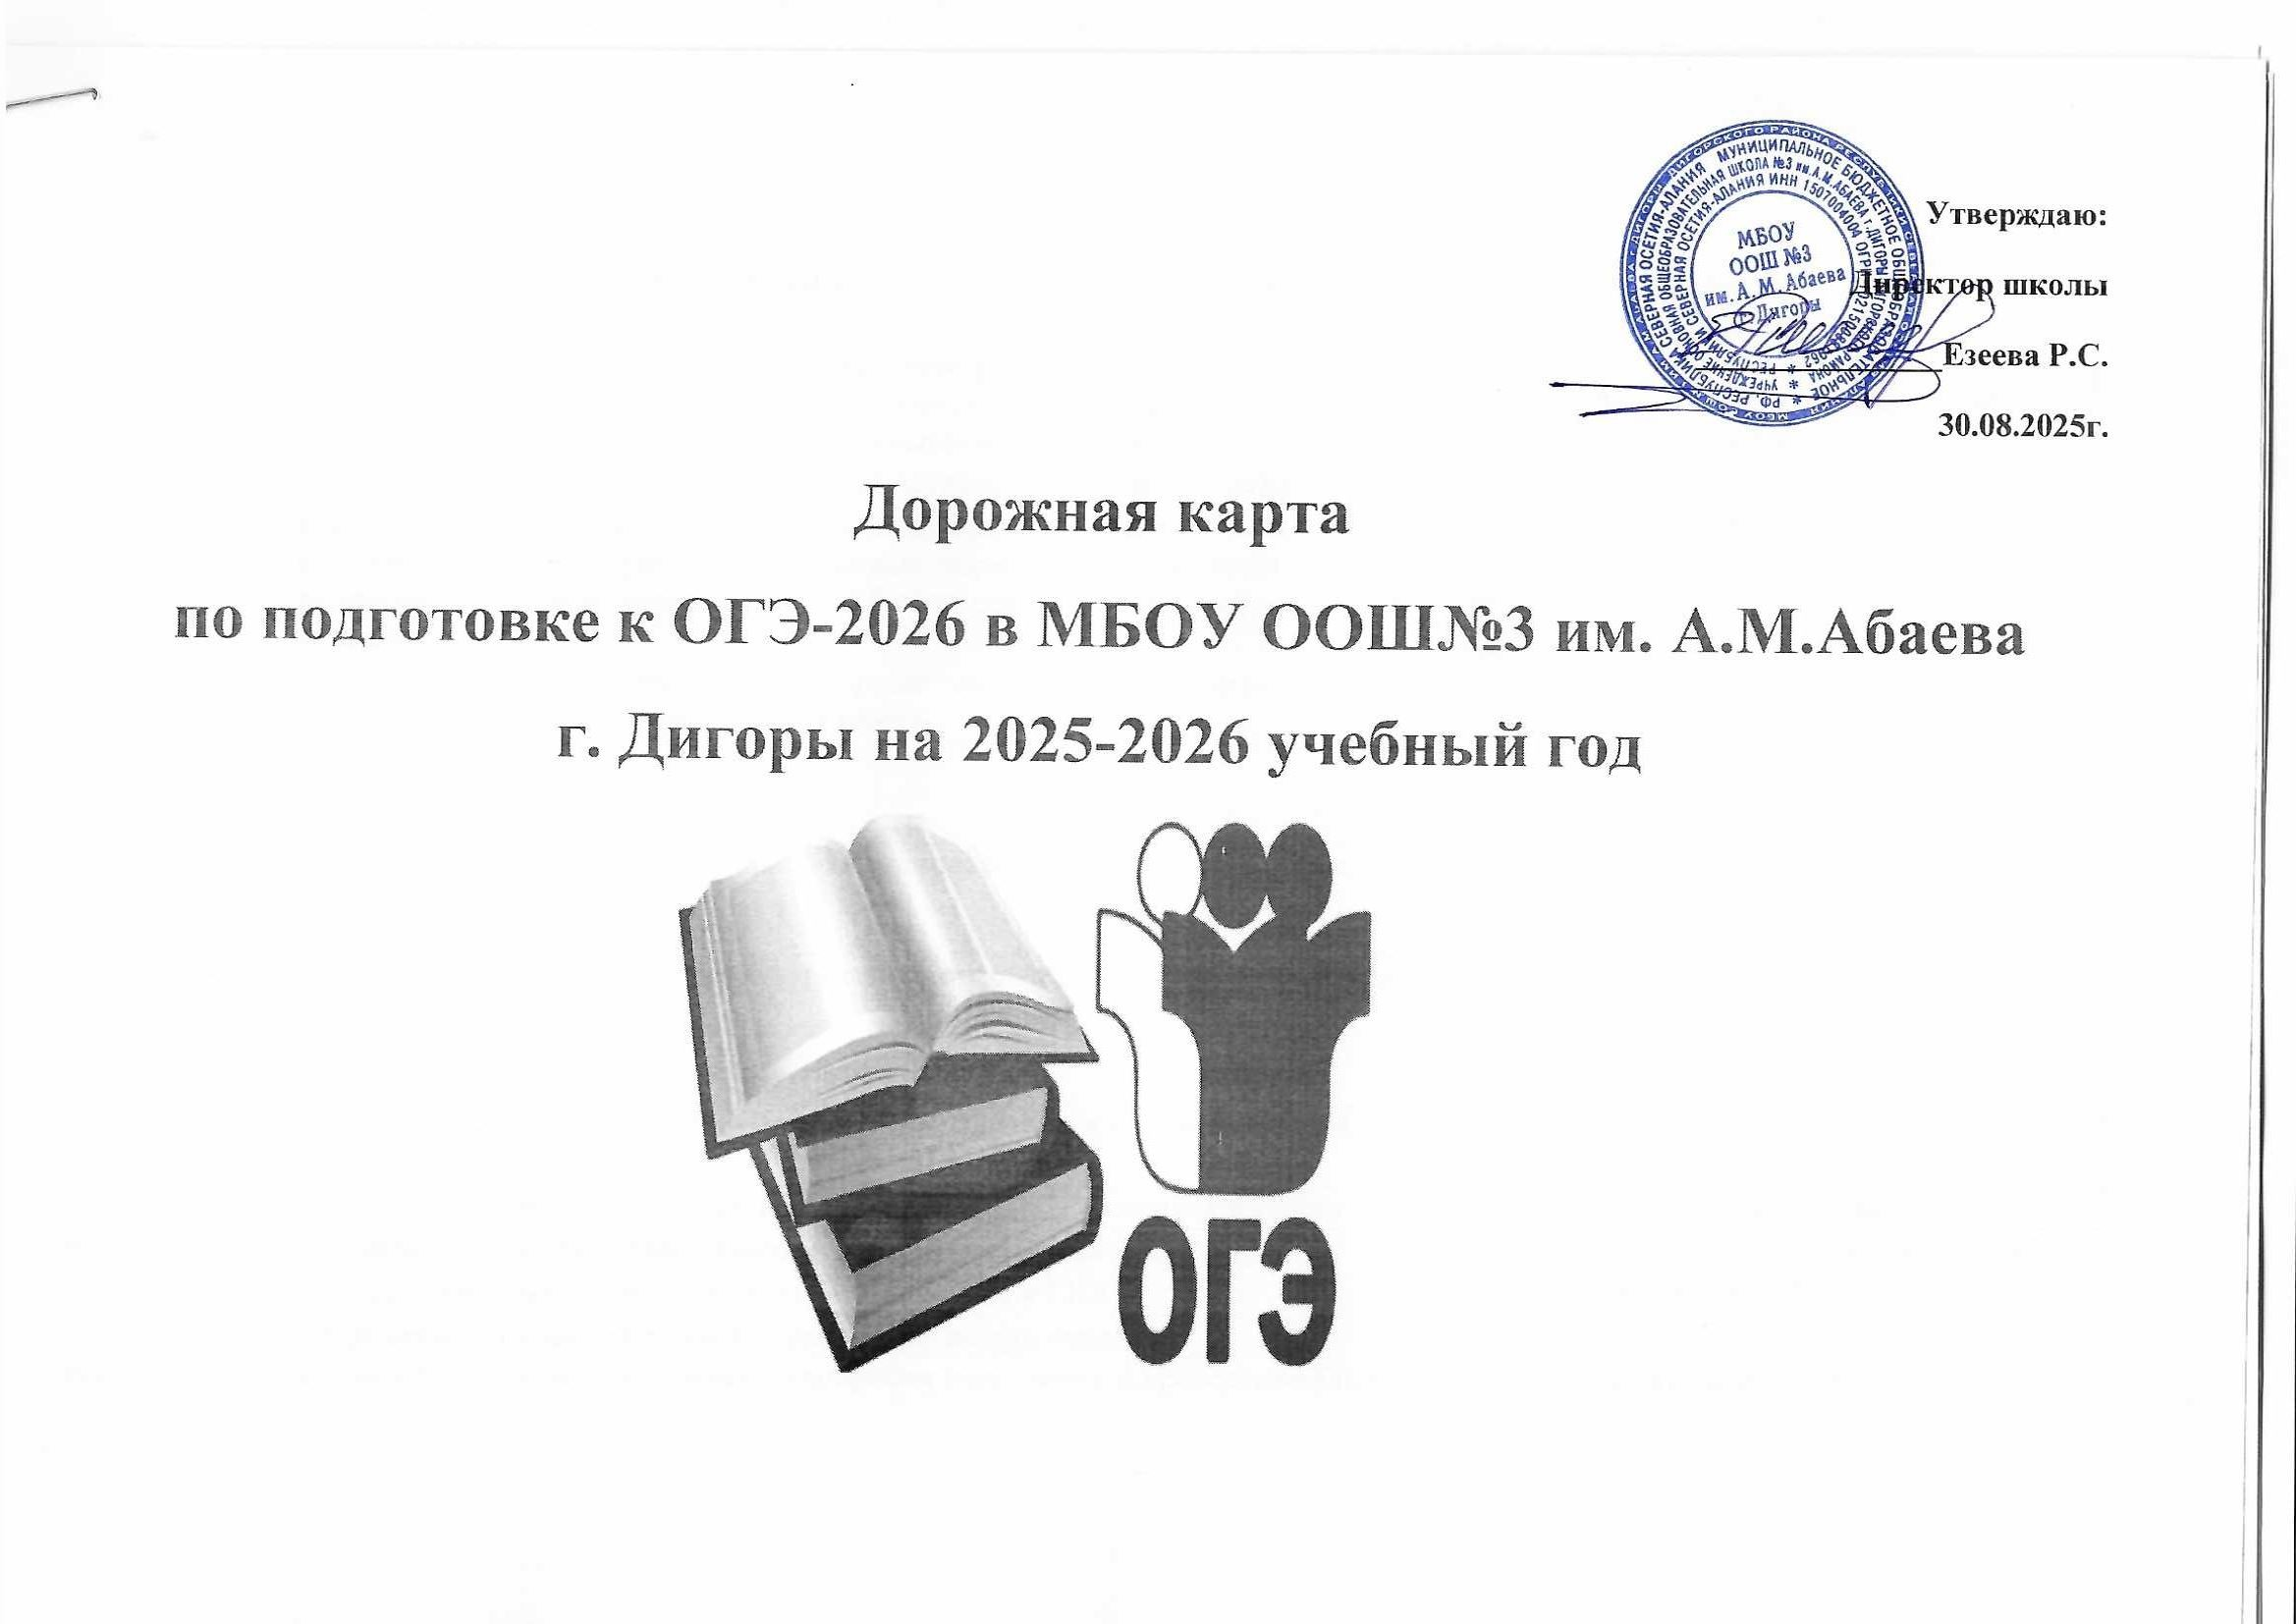 Утверждаю:
Директор школы
Езеева Р.С.
30.08.2025г.
МБОУ
ООШ №3
им. А.М. Абаева
г. Дигоры
Дорожная карта
по подготовке к ОГЭ-2026 в МБОУ ООШ№3 им. А.М.Абаева
г. Дигоры на 2025-2026 учебный год
ОГЭ